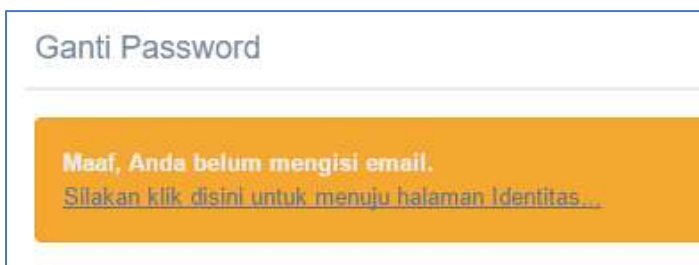 Ganti Password
Maaf, Anda belum mengisi email.
Silakan klik disini untuk menuju halaman Identitas...